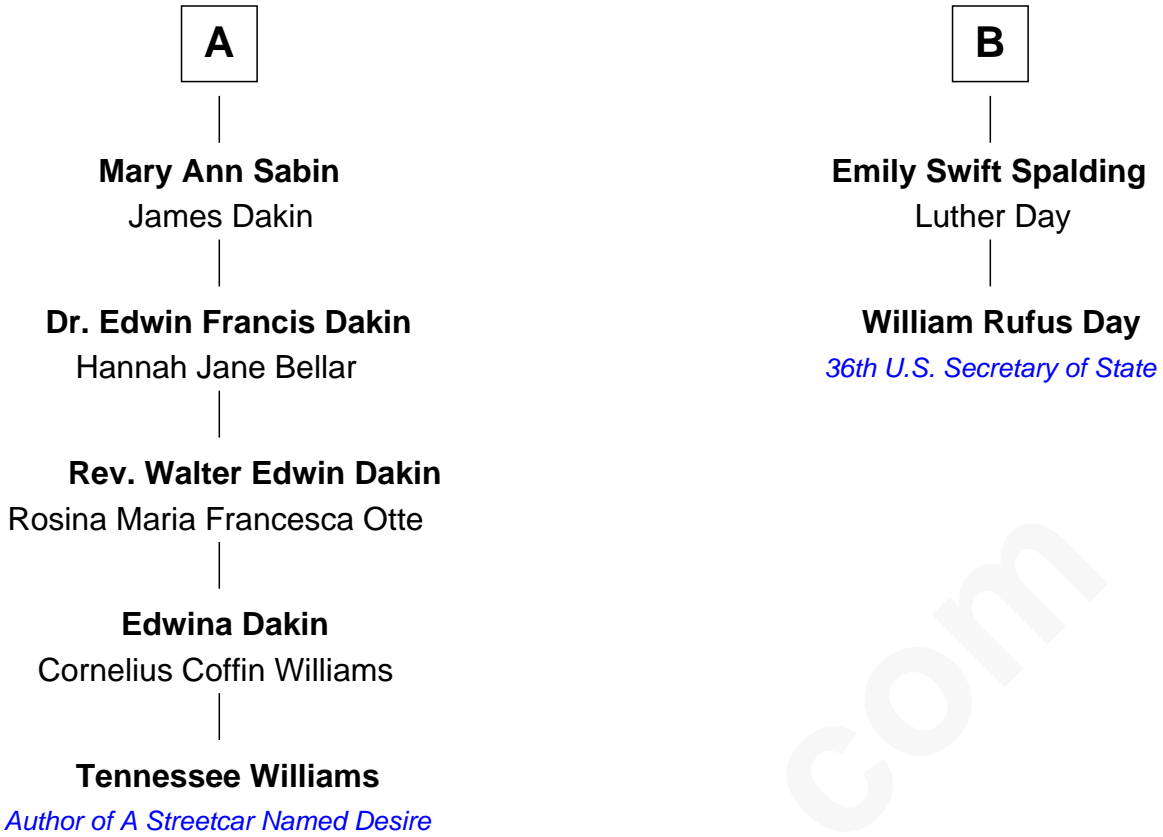 A
Mary Ann Sabin
James Dakin
Dr. Edwin Francis Dakin
Hannah Jane Bellar
Rev. Walter Edwin Dakin
Rosina Maria Francesca Otte
Edwina Dakin
Cornelius Coffin Williams
Tennessee Williams
Author of A Streetcar Named Desire
B
Emily Swift Spalding
Luther Day
William Rufus Day
36th U.S. Secretary of State
com